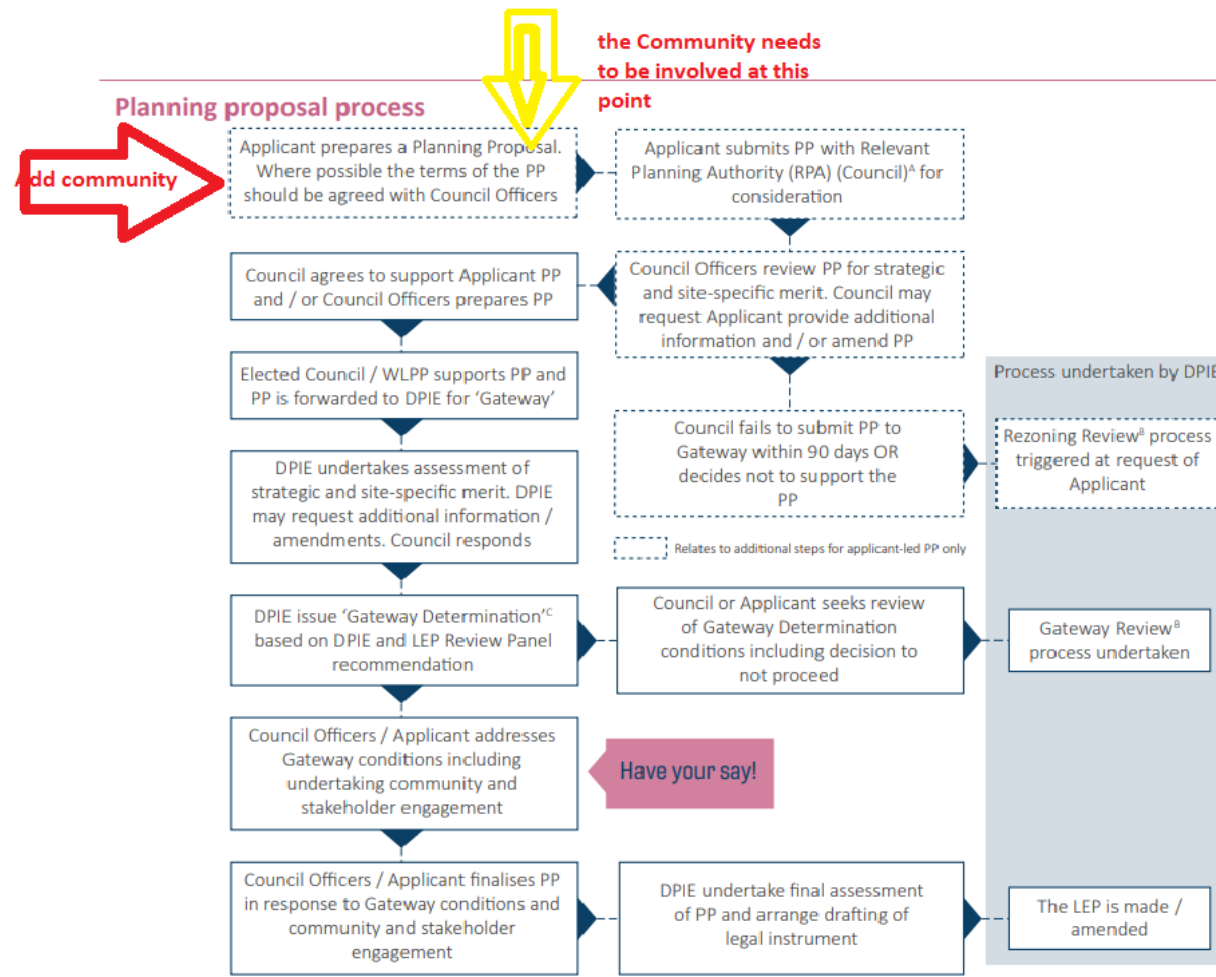 the Community needs
to be involved at this
point
Planning proposal process
Add community
Applicant prepares a Planning Proposal.
Where possible the terms of the PP
should be agreed with Council Officers
Applicant submits PP with Relevant
Planning Authority (RPA) (Council)ᴬ for
consideration
Council agrees to support Applicant PP
and / or Council Officers prepares PP
Council Officers review PP for strategic
and site-specific merit. Council may
request Applicant provide additional
information and / or amend PP
Elected Council / WLPP supports PP and
PP is forwarded to DPIE for ‘Gateway’
Process undertaken by DPIE
Council fails to submit PP to
Gateway within 90 days OR
decides not to support the
PP
Rezoning Reviewᴮ process
triggered at request of
Applicant
DPIE undertakes assessment of
strategic and site-specific merit. DPIE
may request additional information /
amendments. Council responds
Relates to additional steps for applicant-led PP only
DPIE issue ‘Gateway Determination’ᶜ
based on DPIE and LEP Review Panel
recommendation
Council or Applicant seeks review
of Gateway Determination
conditions including decision to
not proceed
Gateway Reviewᴮ
process undertaken
Council Officers / Applicant addresses
Gateway conditions including
undertaking community and
stakeholder engagement
Have your say!
Council Officers / Applicant finalises PP
in response to Gateway conditions and
community and stakeholder
engagement
DPIE undertake final assessment
of PP and arrange drafting of
legal instrument
The LEP is made /
amended